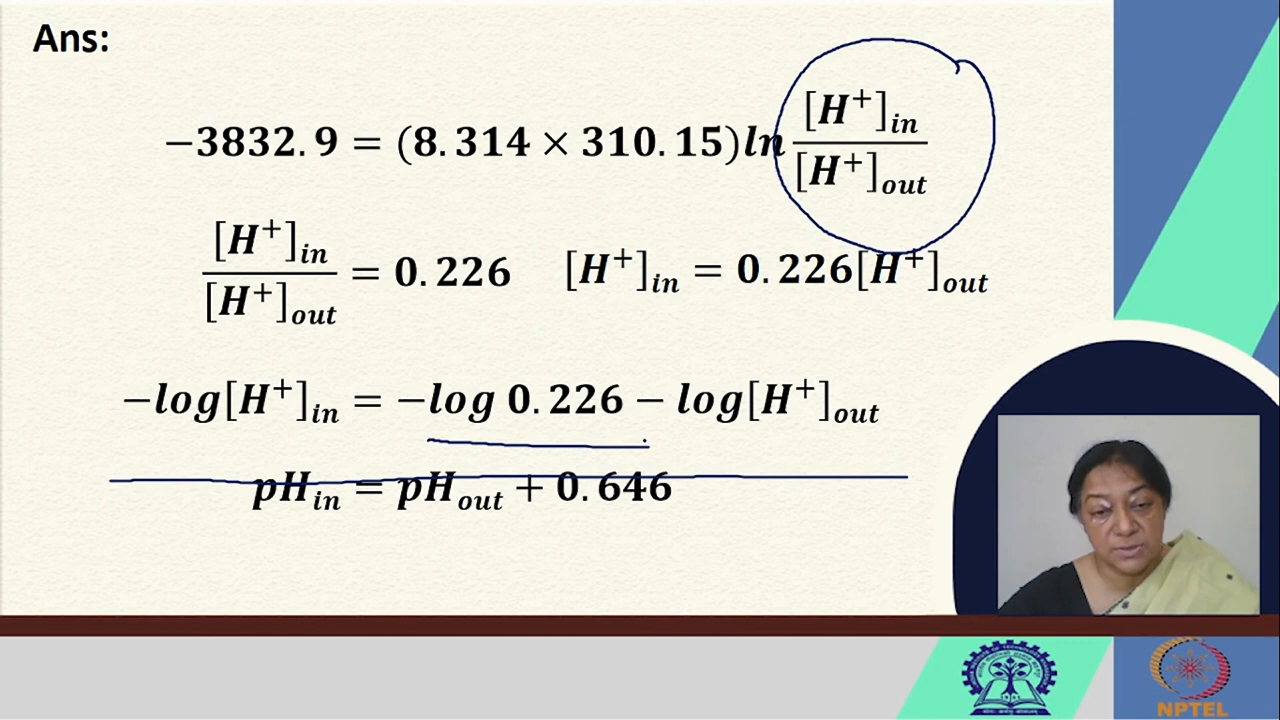 Ans:
−3832.9 = (8.314 × 310.15)ln [H⁺]ᵢₙ / [H⁺]ₒᵤₜ
[H⁺]ᵢₙ / [H⁺]ₒᵤₜ = 0.226 [H⁺]ᵢₙ = 0.226[H⁺]ₒᵤₜ
−log[H⁺]ᵢₙ = −log 0.226 − log[H⁺]ₒᵤₜ
pHᵢₙ = pHₒᵤₜ + 0.646
NPTEL